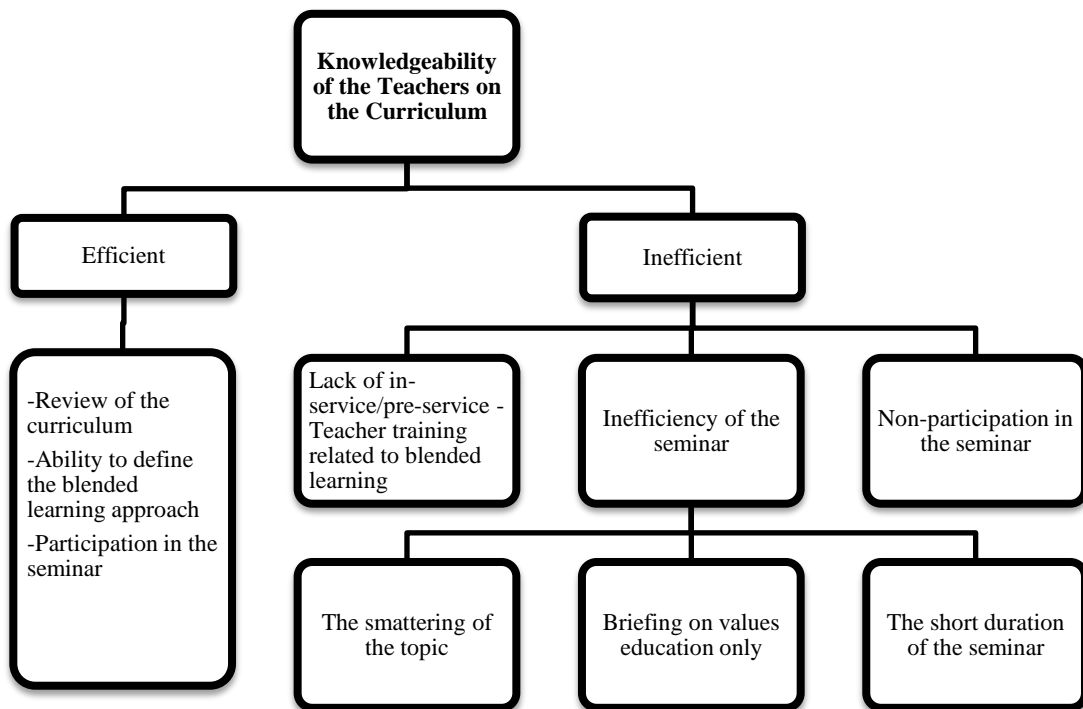 Knowledgeability
of the Teachers on
the Curriculum
Efficient
Inefficient
-Review of the
curriculum
-Ability to define
the blended
learning approach
-Participation in the
seminar
Lack of in-
service/pre-service -
Teacher training
related to blended
learning
Inefficiency of the
seminar
Non-participation in
the seminar
The smattering of
the topic
Briefing on values
education only
The short duration
of the seminar